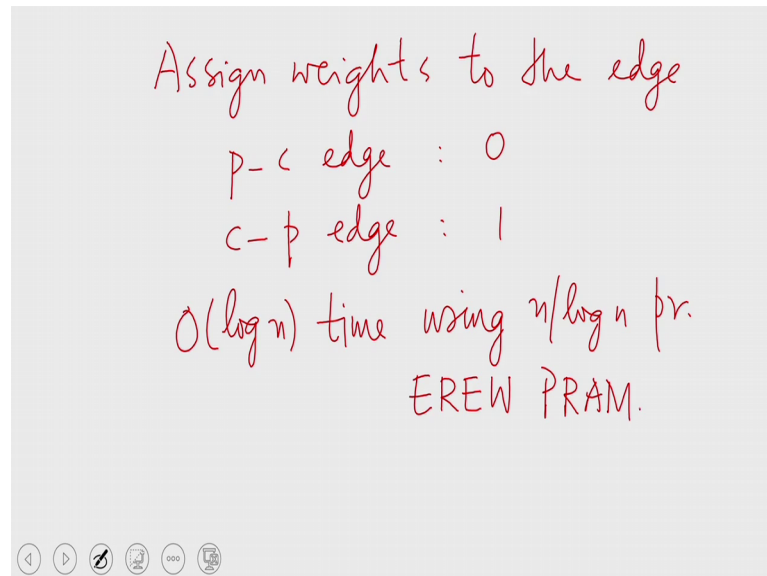 Assign weights to the edge
p-c edge : 0
c-p edge : 1
O(log n) time using n/log n pr.
EREW PRAM.